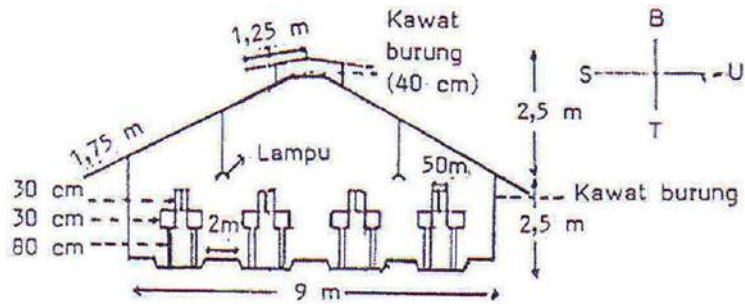 1,25 m
Kawat
burung
(40 cm)
B
S
U
T
2,5 m
1,75 m
Lampu
50m
30 cm
30 cm
2m
80 cm
Kawat burung
2,5 m
9 m